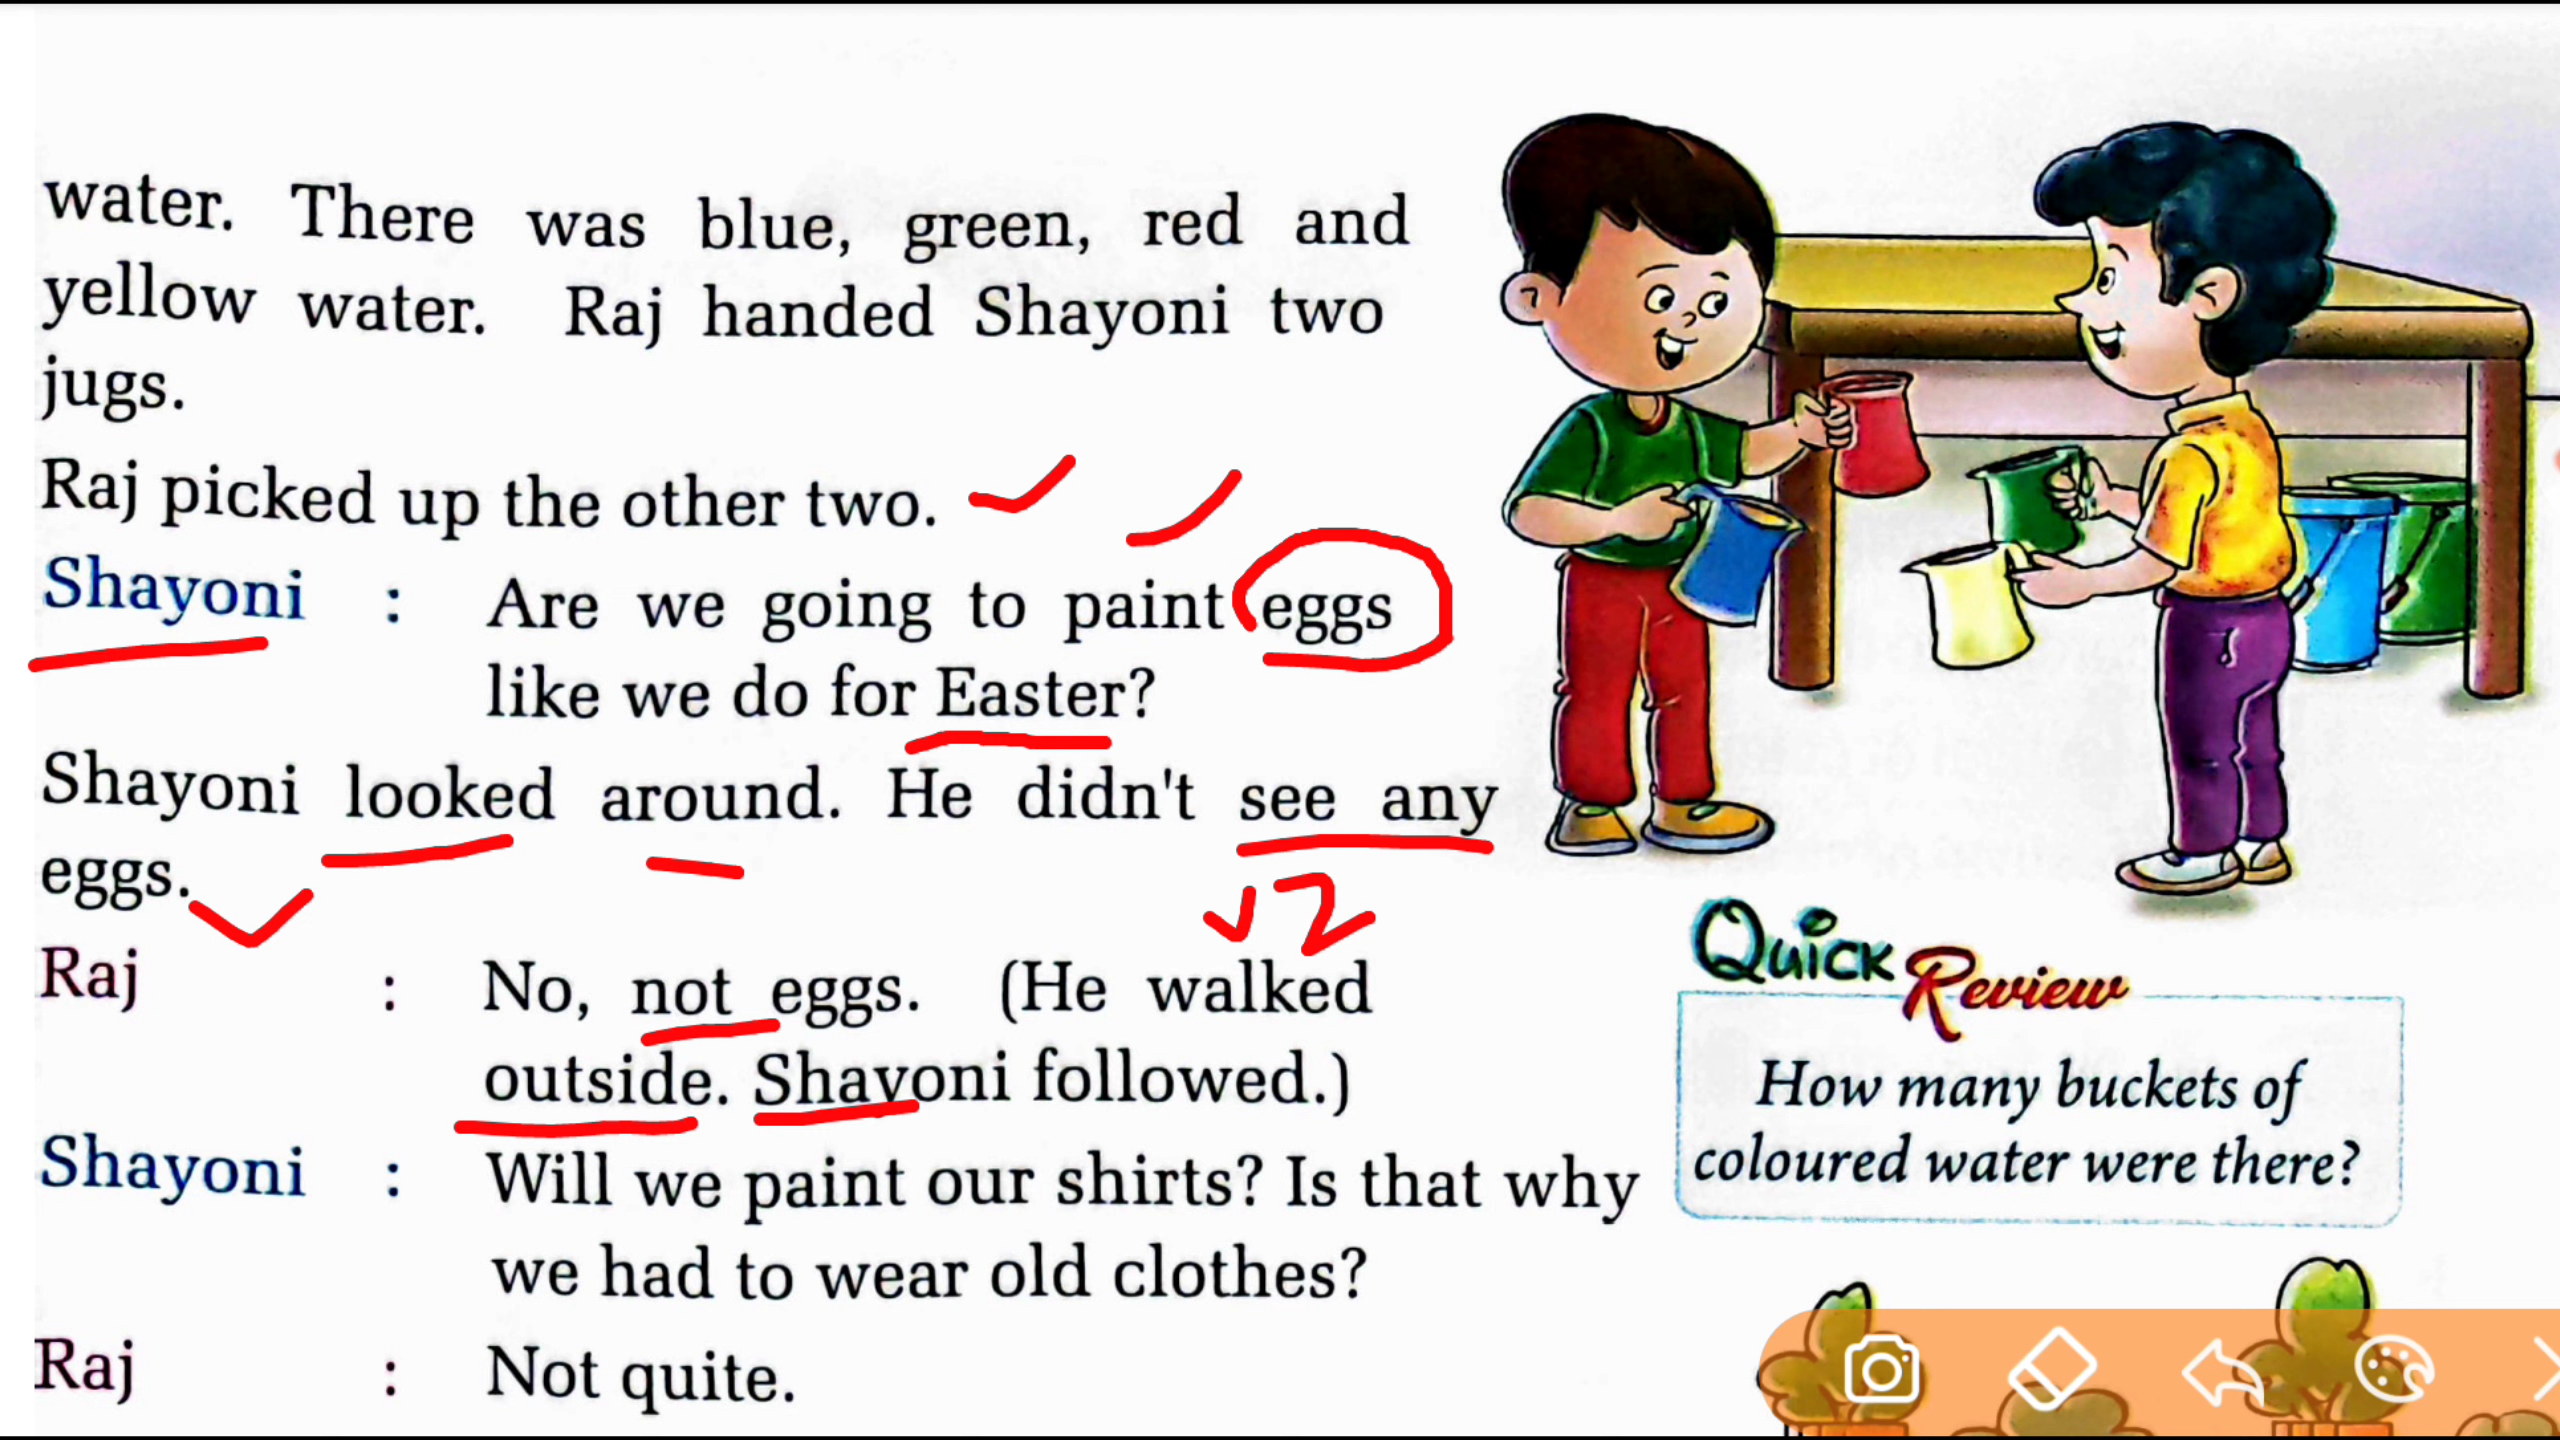 water. There was blue, green, red and
yellow water. Raj handed Shayoni two
jugs.
Raj picked up the other two.
Shayoni : Are we going to paint eggs
like we do for Easter?
Shayoni looked around. He didn't see any
eggs.
Raj : No, not eggs. (He walked
outside. Shayoni followed.)
Shayoni : Will we paint our shirts? Is that why
we had to wear old clothes?
Raj : Not quite.
Quick Review
How many buckets of
coloured water were there?